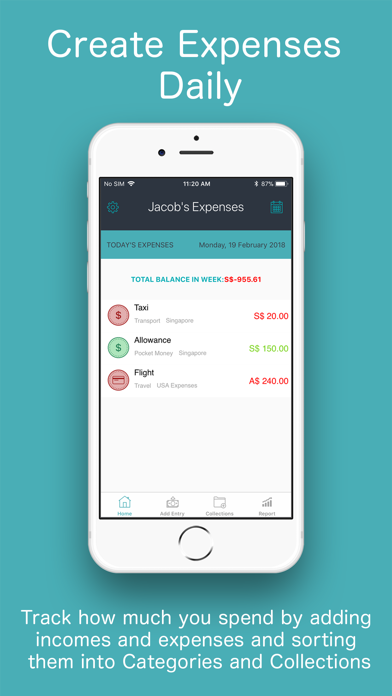 Create Expenses
Daily
No SIM 11:20 AM 87%
Jacob's Expenses
TODAY'S EXPENSES Monday, 19 February 2018
TOTAL BALANCE IN WEEK:S$-955.61
Taxi
Transport Singapore S$ 20.00
$
Allowance
Pocket Money Singapore S$ 150.00
$
Flight
Travel USA Expenses A$ 240.00
Home Add Entry Collections Report
Track how much you spend by adding
incomes and expenses and sorting
them into Categories and Collections